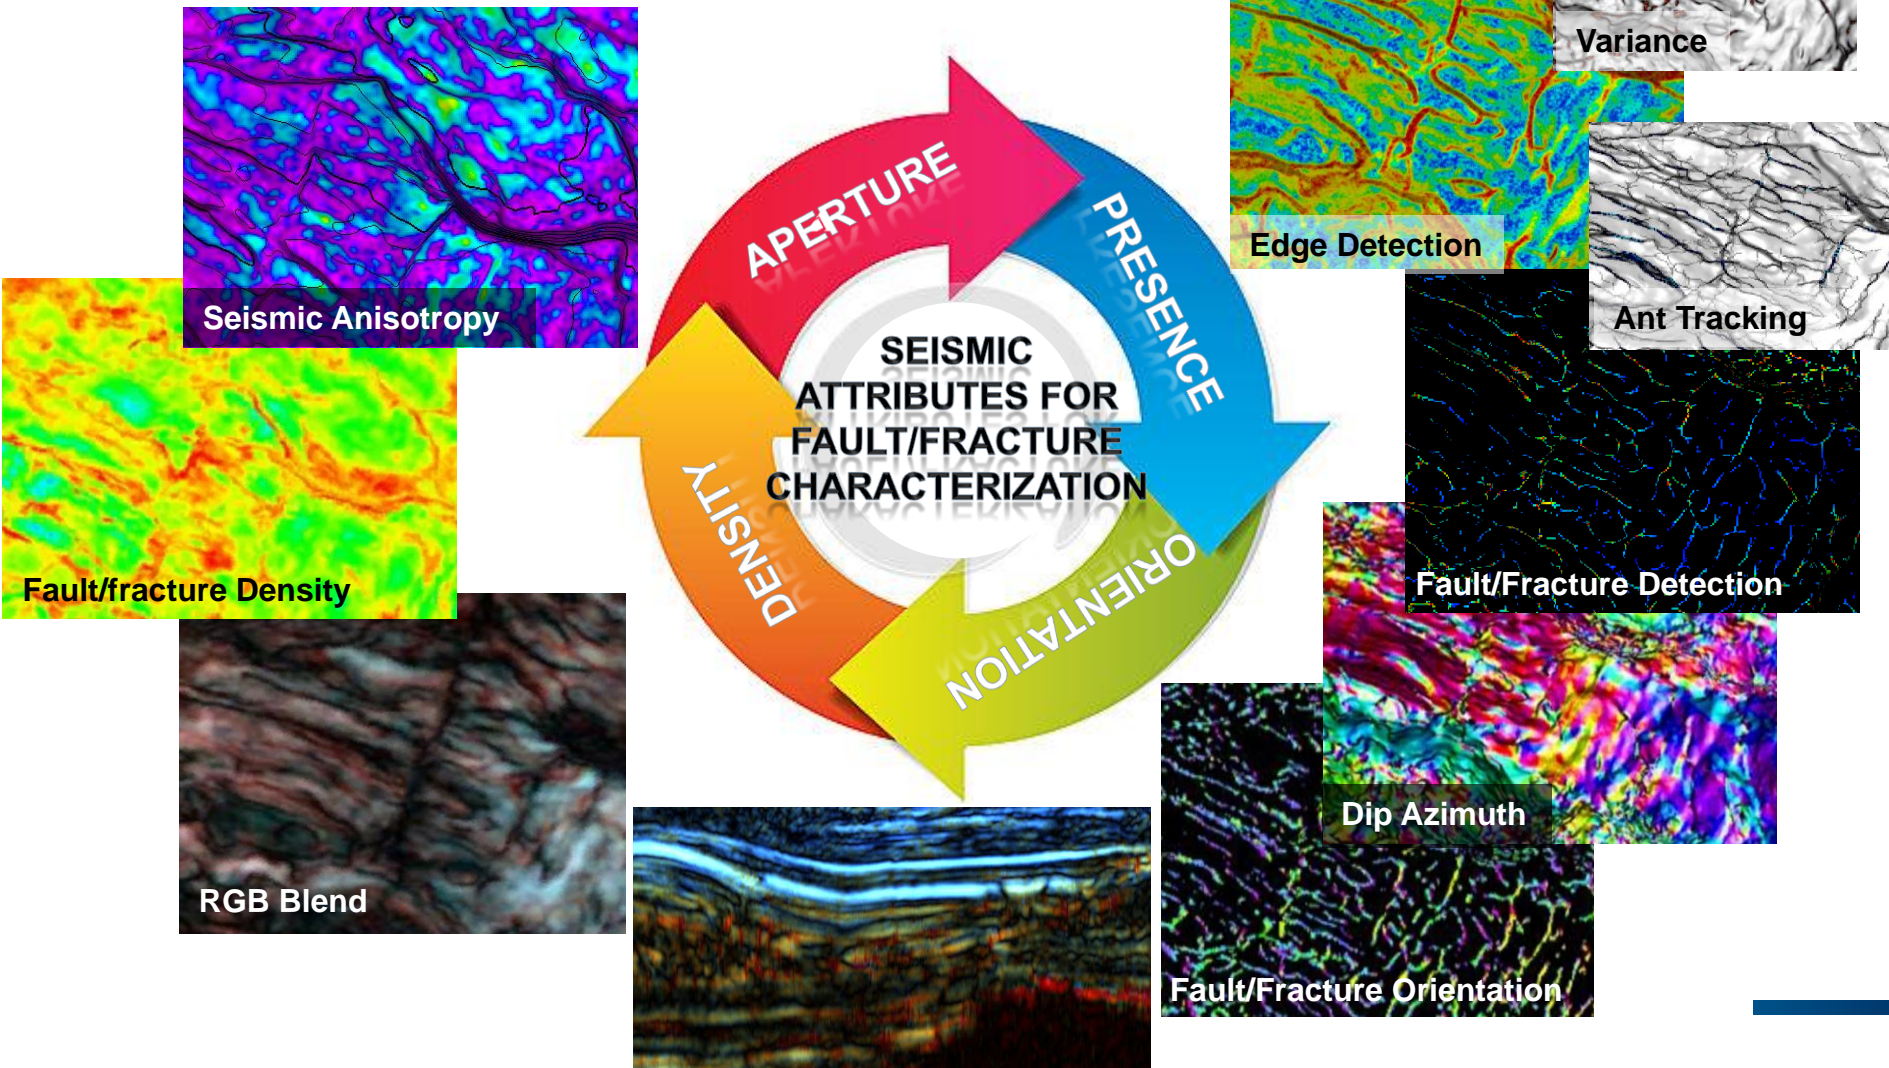 Variance
Edge Detection
Ant Tracking
Seismic Anisotropy
APERTURE
PRESENCE
SEISMIC
ATTRIBUTES FOR
FAULT/FRACTURE
CHARACTERIZATION
DENSITY
ORIENTATION
Fault/fracture Density
Fault/Fracture Detection
Dip Azimuth
RGB Blend
Fault/Fracture Orientation